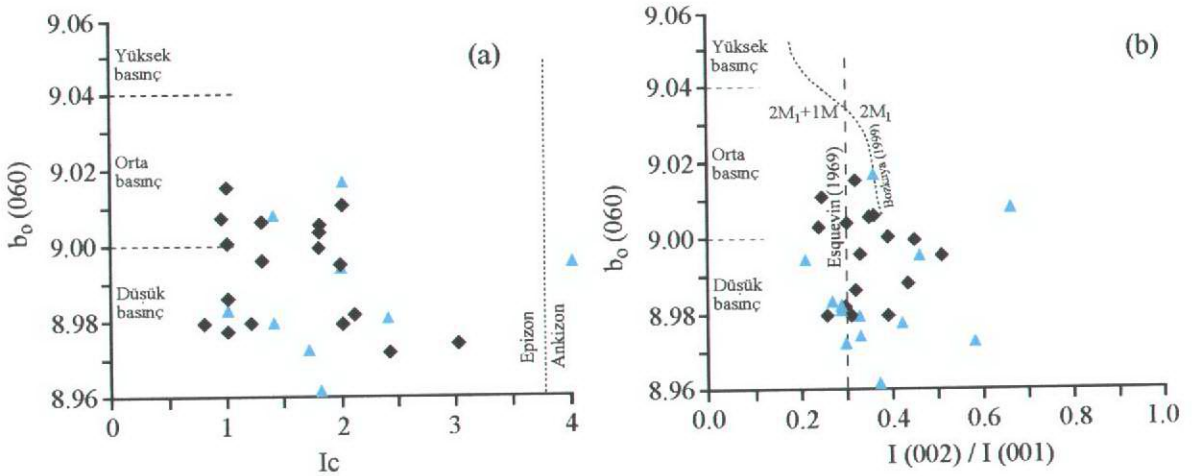 (a)
9.06
9.04
9.02
9.00
8.98
8.96
b₀ (060)
Yüksek
basınç
Orta
basınç
Düşük
basınç
Epizon
Ankizon
0
1
2
3
4
Ic
(b)
9.06
9.04
9.02
9.00
8.98
8.96
b₀ (060)
Yüksek
basınç
Orta
basınç
Düşük
basınç
2M₁+1M
2M₁
Esquevin (1969)
Bozkaya (1999)
0.0
0.2
0.4
0.6
0.8
1.0
I (002) / I (001)